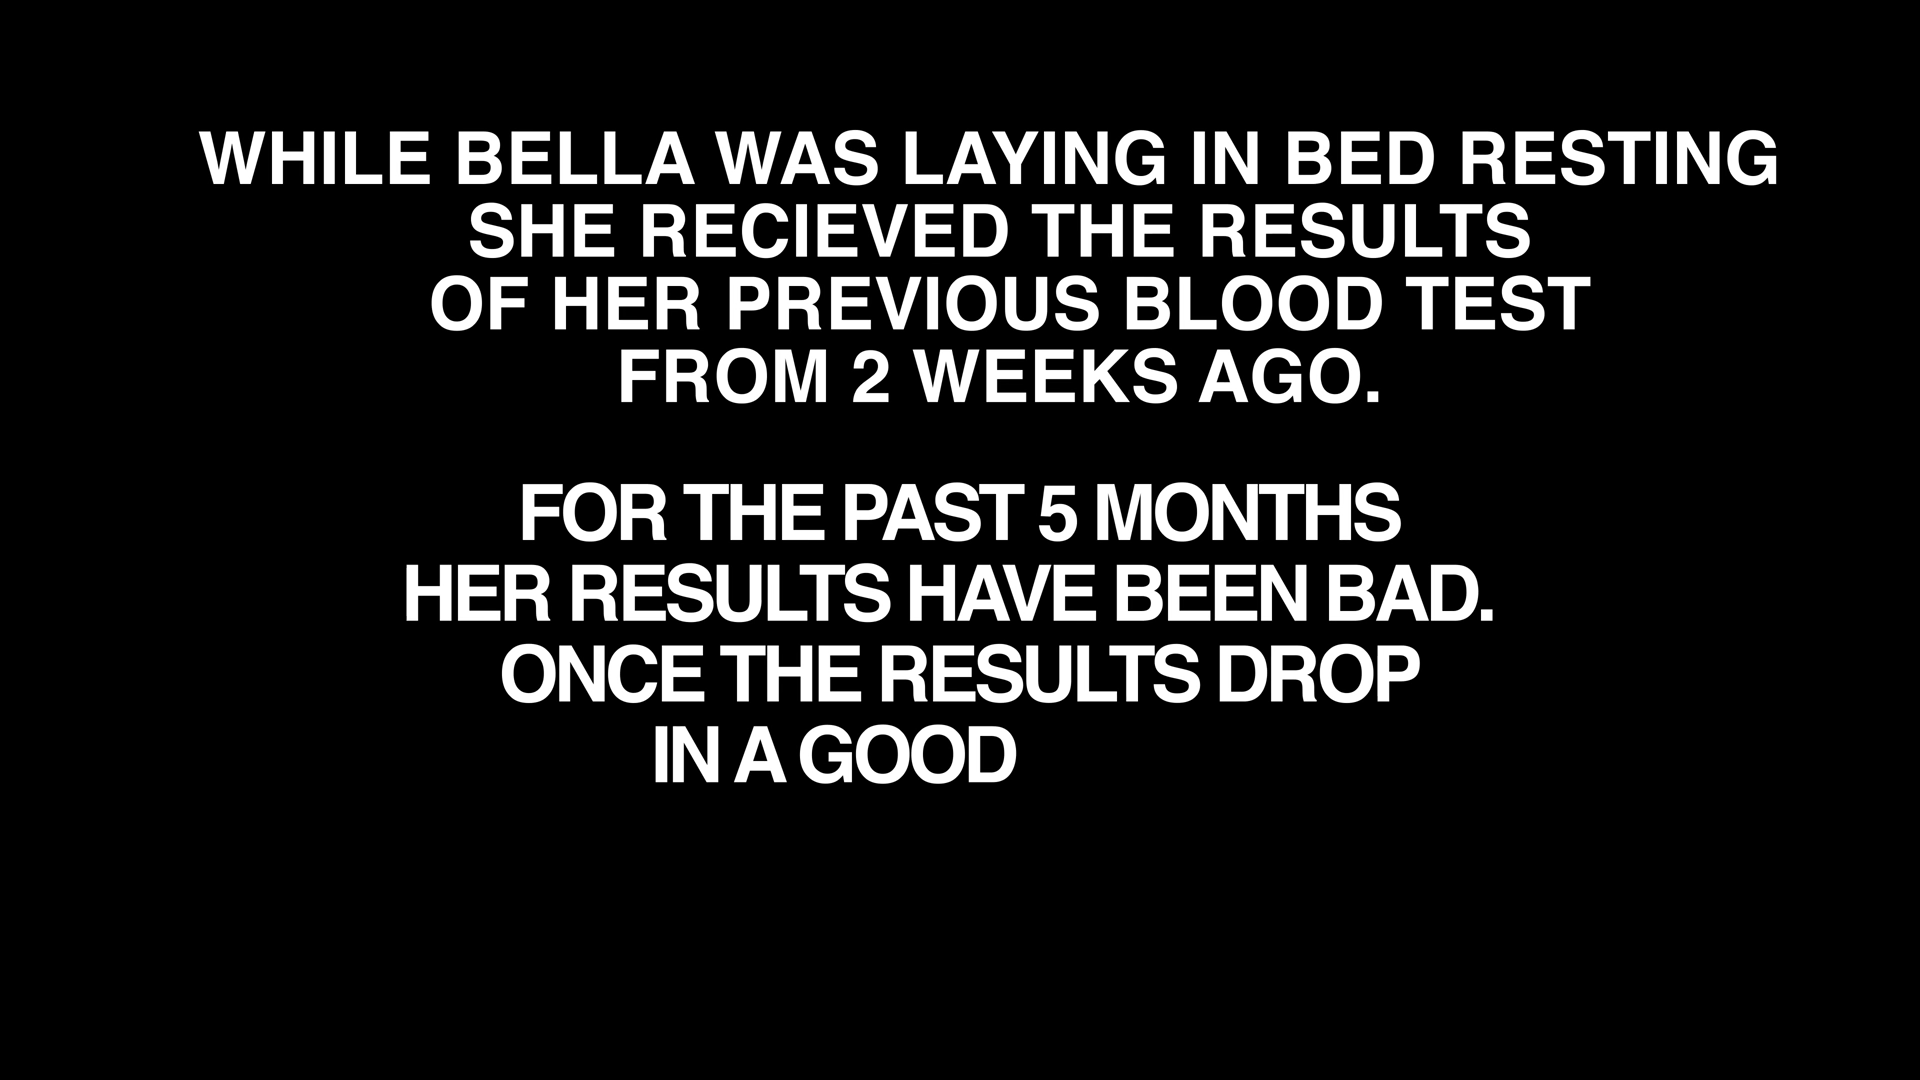 WHILE BELLA WAS LAYING IN BED RESTING
SHE RECIEVED THE RESULTS
OF HER PREVIOUS BLOOD TEST
FROM 2 WEEKS AGO.
FOR THE PAST 5 MONTHS
HER RESULTS HAVE BEEN BAD.
ONCE THE RESULTS DROP
IN A GOOD